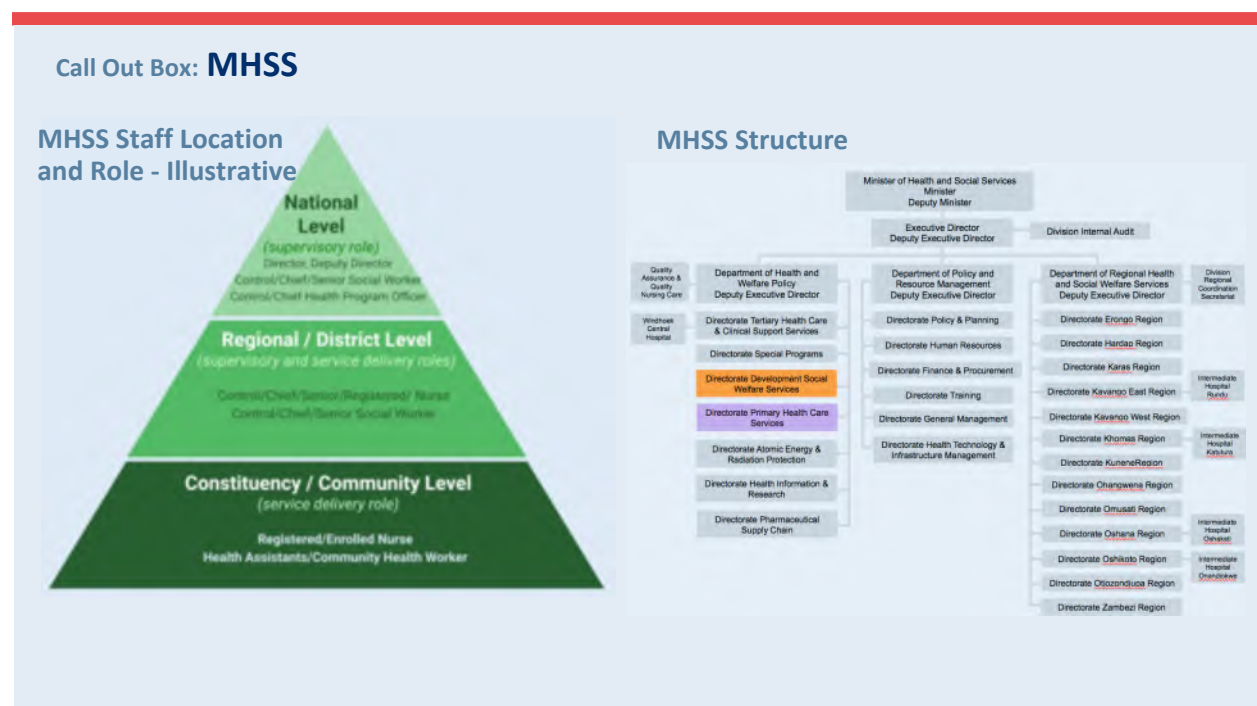 Call Out Box: MHSS
MHSS Staff Location
and Role - Illustrative
National
Level
(supervisory role)
Director, Deputy Director
Control/Chief/Senior Social Worker
Control/Chief Health Program Officer
Regional / District Level
(supervisory and service delivery roles)
Control/Chief/Senior/Registered/ Nurse
Control/Chief/Senior Social Worker
Constituency / Community Level
(service delivery role)
Registered/Enrolled Nurse
Health Assistants/Community Health Worker
MHSS Structure
Minister of Health and Social Services
Minister
Deputy Minister
Executive Director
Deputy Executive Director
Division Internal Audit
Quality
Assurance &
Quality
Nursing Care
Department of Health and
Welfare Policy
Deputy Executive Director
Windhoek
Central
Hospital
Directorate Tertiary Health Care
& Clinical Support Services
Directorate Special Programs
Directorate Development Social
Welfare Services
Directorate Primary Health Care
Services
Directorate Atomic Energy &
Radiation Protection
Directorate Health Information &
Research
Directorate Pharmaceutical
Supply Chain
Department of Policy and
Resource Management
Deputy Executive Director
Directorate Policy & Planning
Directorate Human Resources
Directorate Finance & Procurement
Directorate Training
Directorate General Management
Directorate Health Technology &
Infrastructure Management
Department of Regional Health
and Social Welfare Services
Deputy Executive Director
Division
Regional
Coordination
Secretariat
Directorate Erongo Region
Directorate Hardap Region
Directorate Karas Region
Directorate Kavango East Region
Intermediate
Hospital
Rundu
Directorate Kavango West Region
Directorate Khomas Region
Intermediate
Hospital
Katutura
Directorate KuneneRegion
Directorate Ohangwena Region
Directorate Omusati Region
Directorate Oshana Region
Intermediate
Hospital
Oshakati
Directorate Oshikoto Region
Intermediate
Hospital
Directorate Otjozondjupa Region
Directorate Zambezi Region